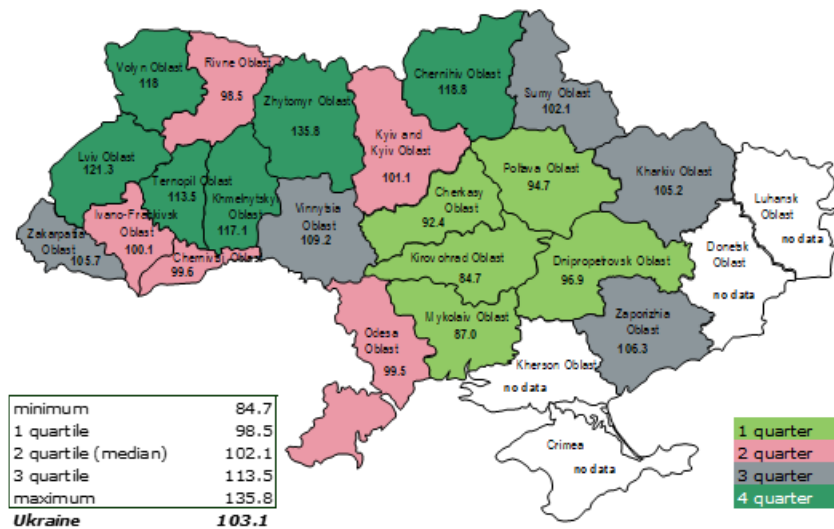 Volyn Oblast
118
Rivne Oblast
98.5
Zhytomyr Oblast
135.8
Kyiv and
Kyiv Oblast
101.1
Chernihiv Oblast
118.8
Sumy Oblast
102.1
Lviv Oblast
121.3
Ternopil Oblast
113.5
Khmelnytskyi
Oblast
117.1
Ivano-Frankivsk
Oblast
100.1
Zakarpattia
Oblast
105.7
Chernivtsi Oblast
99.6
Vinnytsia
Oblast
109.2
Cherkasy
Oblast
92.4
Poltava Oblast
94.7
Kharkiv Oblast
105.2
Luhansk
Oblast
no data
Donetsk
Oblast
no data
Kirovohrad Oblast
84.7
Dnipropetrovsk Oblast
96.9
Odesa
Oblast
99.5
Mykolaiv Oblast
87.0
Zaporizhia
Oblast
106.3
Kherson Oblast
no data
Crimea
no data
minimum 84.7
1 quartile 98.5
2 quartile (median) 102.1
3 quartile 113.5
maximum 135.8
Ukraine 103.1
1 quarter
2 quarter
3 quarter
4 quarter